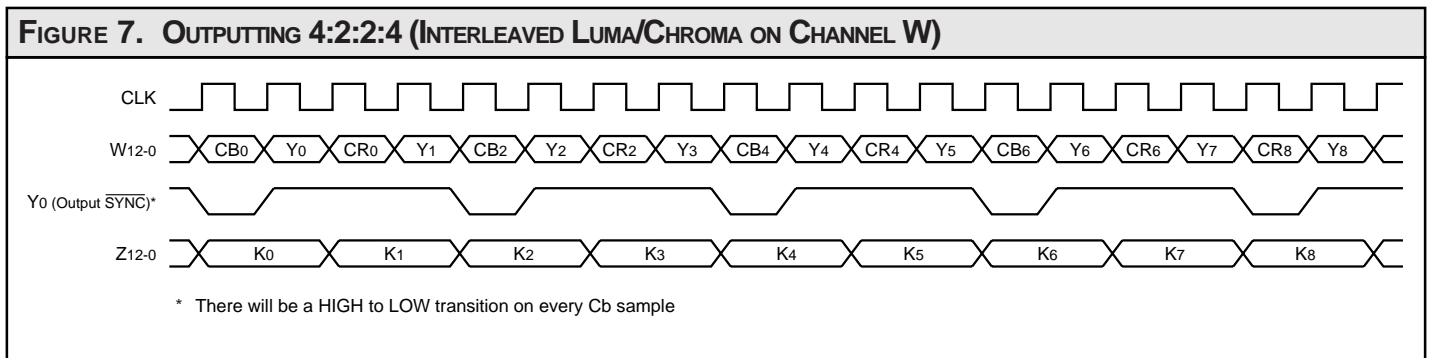 FIGURE 7. OUTPUTTING 4:2:2:4 (INTERLEAVED LUMA/CHROMA ON CHANNEL W)
CLK
W12-0 CB0 Y0 CR0 Y1 CB2 Y2 CR2 Y3 CB4 Y4 CR4 Y5 CB6 Y6 CR6 Y7 CR8 Y8
Y0 (Output SYNC)*
Z12-0 K0 K1 K2 K3 K4 K5 K6 K7 K8
* There will be a HIGH to LOW transition on every Cb sample